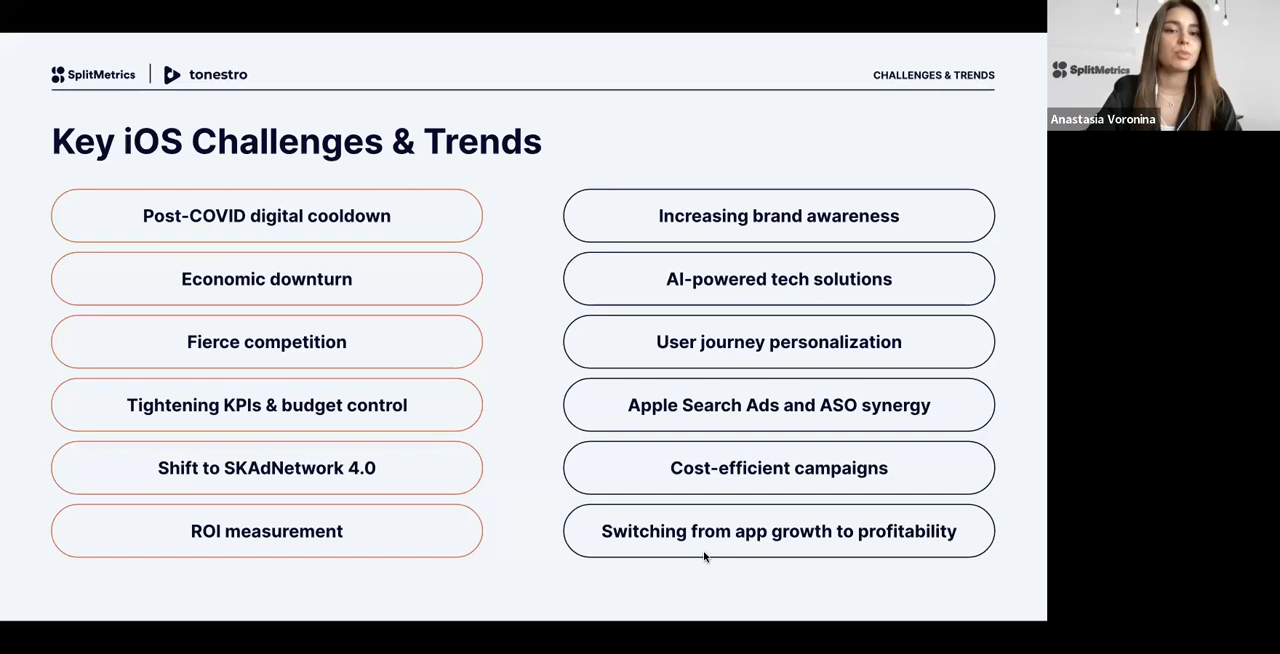 SplitMetrics | tonestro
CHALLENGES & TRENDS
Key iOS Challenges & Trends
Post-COVID digital cooldown
Economic downturn
Fierce competition
Tightening KPIs & budget control
Shift to SKAdNetwork 4.0
ROI measurement
Increasing brand awareness
AI-powered tech solutions
User journey personalization
Apple Search Ads and ASO synergy
Cost-efficient campaigns
Switching from app growth to profitability
SplitMetrics
Anastasia Voronina